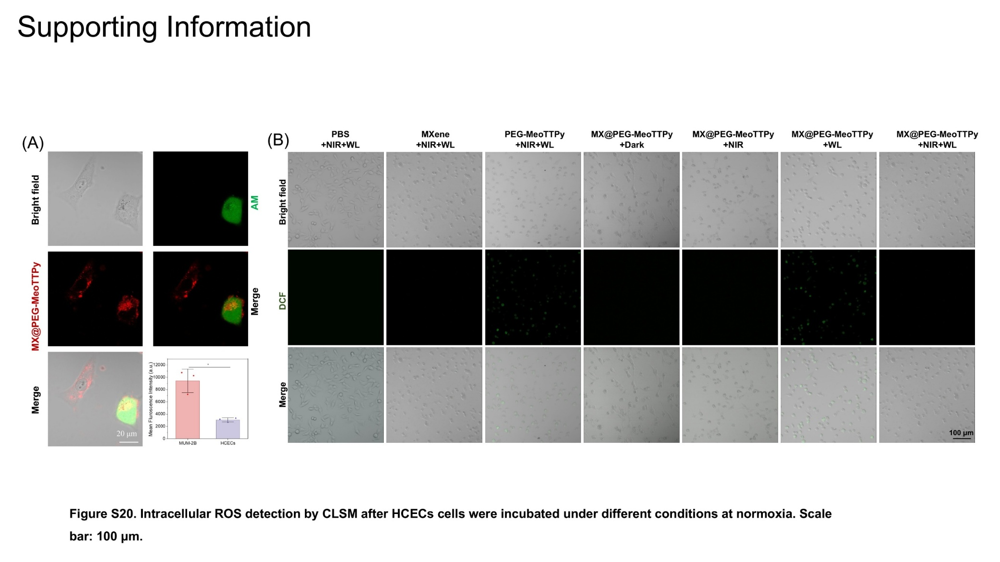 Supporting Information
(A)
Bright field
AM
MX@PEG-MeoTTPy
Merge
Merge
20 μm
Mean Fluroscence Intensity (a.u.)
12000
10000
8000
6000
4000
2000
0
*
MUM-2B
HCECs
(B)
PBS
+NIR+WL
MXene
+NIR+WL
PEG-MeoTTPy
+NIR+WL
MX@PEG-MeoTTPy
+Dark
MX@PEG-MeoTTPy
+NIR
MX@PEG-MeoTTPy
+WL
MX@PEG-MeoTTPy
+NIR+WL
Bright field
DCF
Merge
100 μm
Figure S20. Intracellular ROS detection by CLSM after HCECs cells were incubated under different conditions at normoxia. Scale
bar: 100 μm.